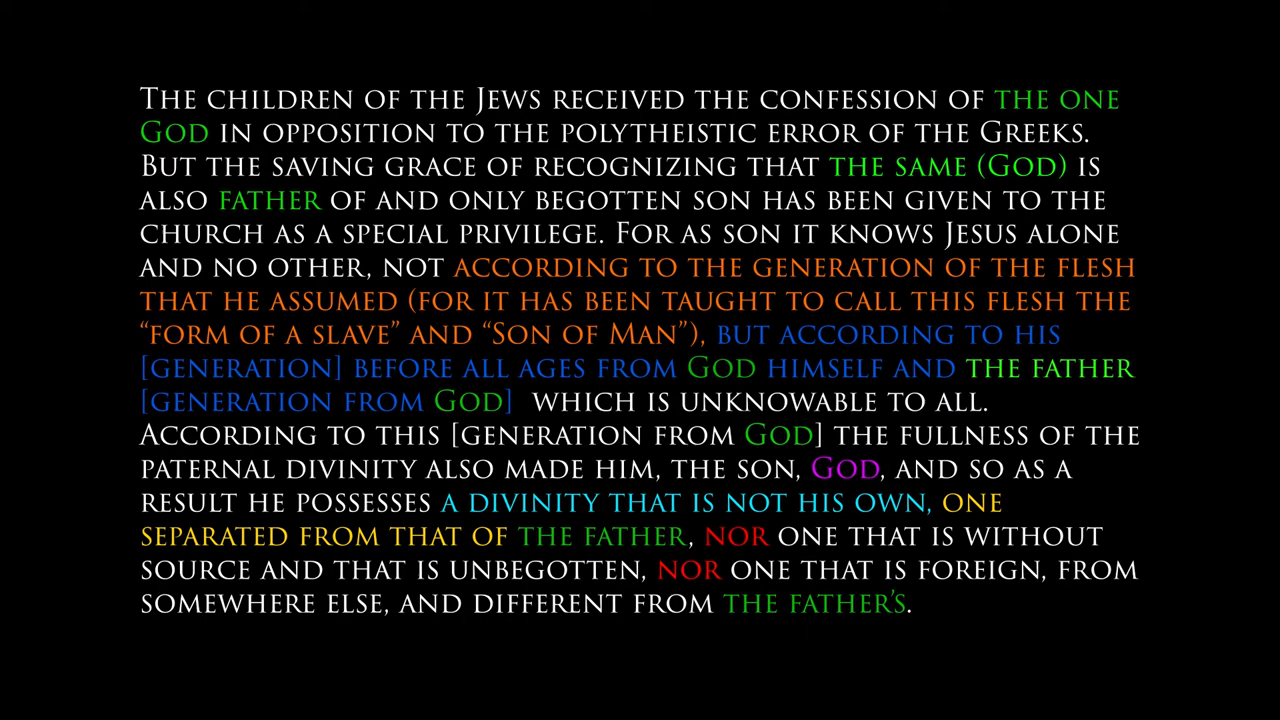 The children of the Jews received the confession of the one
God in opposition to the polytheistic error of the Greeks.
But the saving grace of recognizing that the same (God) is
also father of and only begotten son has been given to the
church as a special privilege. For as son it knows Jesus alone
and no other, not according to the generation of the flesh
that he assumed (for it has been taught to call this flesh the
“form of a slave” and “Son of Man”), but according to his
[generation] before all ages from God himself and the father
[generation from God] which is unknowable to all.
According to this [generation from God] the fullness of the
paternal divinity also made him, the son, God, and so as a
result he possesses a divinity that is not his own, one
separated from that of the father, nor one that is without
source and that is unbegotten, nor one that is foreign, from
somewhere else, and different from the father’s.